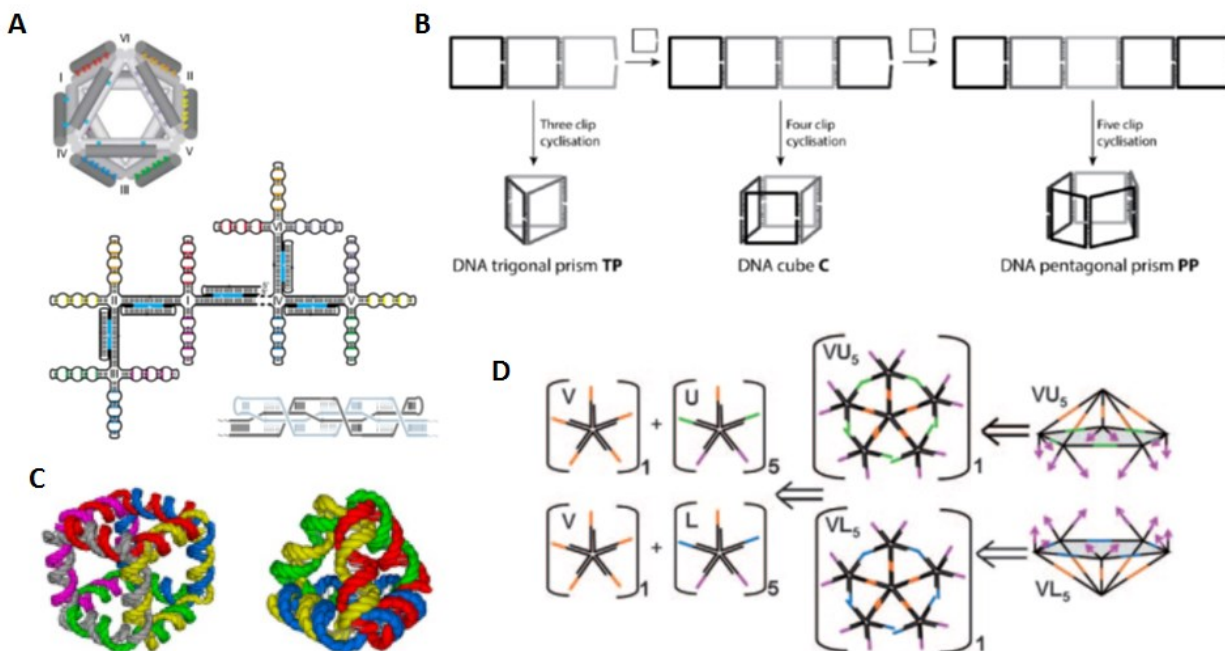 A
VI
I
II
IV
V
III
VI
II
I
IV
V
III
B
Three clip
cyclisation
Four clip
cyclisation
Five clip
cyclisation
DNA trigonal prism TP
DNA cube C
DNA pentagonal prism PP
C
D
V
1
+
U
5
VU5
1
VU5
V
1
+
L
5
VL5
1
VL5